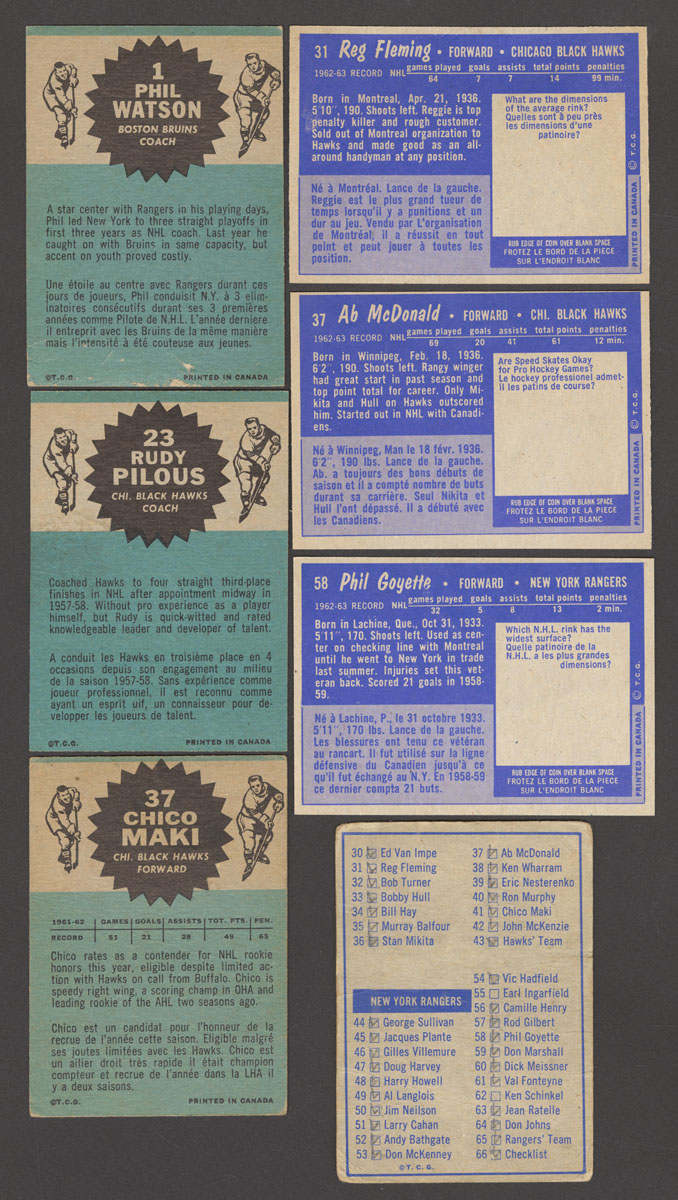 1
PHIL
WATSON
BOSTON BRUINS
COACH
A star center with Rangers in his playing days,
Phil led New York to three straight playoffs in
first three years as NHL coach. Last year he
caught on with Bruins in same capacity, but
accent on youth proved costly.
Une étoile au centre avec Rangers durant ces
jours de joueurs, Phil conduisit N.Y. à 3 elim-
inatoires consécutifs durant ses 3 premières
années comme Pilote de N.H.L. L'année derniere
il entreprit avec les Bruins de la même manière
mais l'intensité à été couteuse aux jeunes.
©T.C.G. PRINTED IN CANADA
23
RUDY
PILOUS
CHI. BLACK HAWKS
COACH
Coached Hawks to four straight third-place
finishes in NHL after appointment midway in
1957-58. Without pro experience as a player
himself, but Rudy is quick-witted and rated
knowledgeable leader and developer of talent.
A conduit les Hawks en troisième place en 4
occasions depuis son engagement au milieu
de la saison 1957-58. Sans expérience comme
joueur professionnel, il est reconnu comme
ayant un esprit uif, un connaisseur pour de-
velopper les joueurs de talent.
©T.C.G. PRINTED IN CANADA
37
CHICO
MAKI
CHI. BLACK HAWKS
FORWARD
1961-62 GAMES GOALS ASSISTS TOT. PTS. PEN.
RECORD 51 21 28 49 65
Chico rates as a contender for NHL rookie
honors this year, eligible despite limited ac-
tion with Hawks on call from Buffalo. Chico is
speedy right wing, a scoring champ in OHA and
leading rookie of the AHL two seasons ago.
Chico est un candidat pour l'honneur de la
recrue de l'année cette saison. Eligible malgré
ses joutes limitées avec les Hawks. Chico est
un ailier droit très rapide il était champion
compteur et recrue de l'année dans la LHA il
y a deux saisons.
©T.C.G. PRINTED IN CANADA
31 Reg Fleming • FORWARD • CHICAGO BLACK HAWKS
games played goals assists total points penalties
1962-63 RECORD NHL 64 7 7 14 99 min.
Born in Montreal, Apr. 21, 1936.
5'10", 190. Shoots left. Reggie is top
penalty killer and rough customer.
Sold out of Montreal organization to
Hawks and made good as an all-
around handyman at any position.
Né à Montréal. Lance de la gauche.
Reggie est le plus grand tueur de
temps lorsqu'il y a punitions et un
dur au jeu. Vendu par L'organisation
de Montréal, il a réussit en tout
point et peut jouer à toutes les
position.
What are the dimensions
of the average rink?
Quelles sont à peu près
les dimensions d'une
patinoire?
RUB EDGE OF COIN OVER BLANK SPACE
FROTEZ LE BORD DE LA PIECE
SUR L'ENDROIT BLANC
PRINTED IN CANADA © T.C.G.
37 Ab McDonald • FORWARD • CHI. BLACK HAWKS
games played goals assists total points penalties
1962-63 RECORD NHL 69 20 41 61 12 min.
Born in Winnipeg, Feb. 18, 1936.
6'2", 190. Shoots left. Rangy winger
had great start in past season and
top point total for career. Only Mi-
kita and Hull on Hawks outscored
him. Started out in NHL with Canadi-
ens.
Né à Winnipeg, Man le 18 févr. 1936.
6'2", 190 lbs. Lance de la gauche.
Ab. a toujours des bons débuts de
saison et il a compté nombre de buts
durant sa carrière. Seul Nikita et
Hull l'ont dépassé. Il a débuté avec
les Canadiens.
Are Speed Skates Okay
for Pro Hockey Games?
Le hockey professionel admet-
il les patins de course?
RUB EDGE OF COIN OVER BLANK SPACE
FROTEZ LE BORD DE LA PIECE
SUR L'ENDROIT BLANC
PRINTED IN CANADA © T.C.G.
58 Phil Goyette • FORWARD • NEW YORK RANGERS
games played goals assists total points penalties
1962-63 RECORD NHL 32 5 8 13 2 min.
Born in Lachine, Que., Oct 31, 1933.
5'11", 170. Shoots left. Used as cen-
ter on checking line with Montreal
until he went to New York in trade
last summer. Injuries set this vet-
eran back. Scored 21 goals in 1958-
59.
Né à Lachine, P., le 31 octobre 1933.
5'11", 170 lbs. Lance de la gauche.
Les blessures ont tenu ce vétéran
au rancart. Il fut utilisé sur la ligne
défensive du Canadien jusqu'à ce
qu'il fut échangé au N.Y. En 1958-59
ce dernier compta 21 buts.
Which N.H.L. rink has the
widest surface?
Quelle patinoire de la
N.H.L. a les plus grandes
dimensions?
RUB EDGE OF COIN OVER BLANK SPACE
FROTEZ LE BORD DE LA PIECE
SUR L'ENDROIT BLANC
PRINTED IN CANADA © T.C.G.
30 Ed Van Impe
31 Reg Fleming
32 Bob Turner
33 Bobby Hull
34 Bill Hay
35 Murray Balfour
36 Stan Mikita
NEW YORK RANGERS
44 George Sullivan
45 Jacques Plante
46 Gilles Villemure
47 Doug Harvey
48 Harry Howell
49 Al Langlois
50 Jim Neilson
51 Larry Cahan
52 Andy Bathgate
53 Don McKenney
37 Ab McDonald
38 Ken Wharram
39 Eric Nesterenko
40 Ron Murphy
41 Chico Maki
42 John McKenzie
43 Hawks' Team
54 Vic Hadfield
55 Earl Ingarfield
56 Camille Henry
57 Rod Gilbert
58 Phil Goyette
59 Don Marshall
60 Dick Meissner
61 Val Fonteyne
62 Ken Schinkel
63 Jean Ratelle
64 Don Johns
65 Rangers' Team
66 Checklist
© T.C.G.